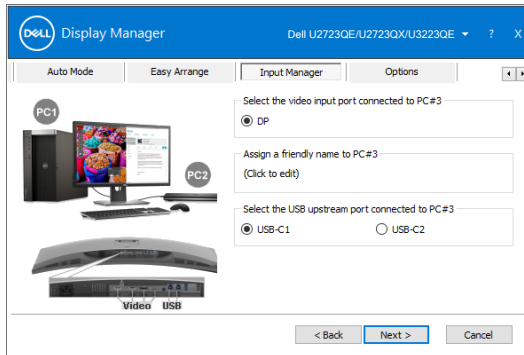 DELL Display Manager
Dell U2723QE/U2723QX/U3223QE ? X
Auto Mode Easy Arrange Input Manager Options
Select the video input port connected to PC#3
DP
Assign a friendly name to PC#3
(Click to edit)
Select the USB upstream port connected to PC#3
USB-C1 USB-C2
PC1
PC2
Video USB
< Back Next > Cancel